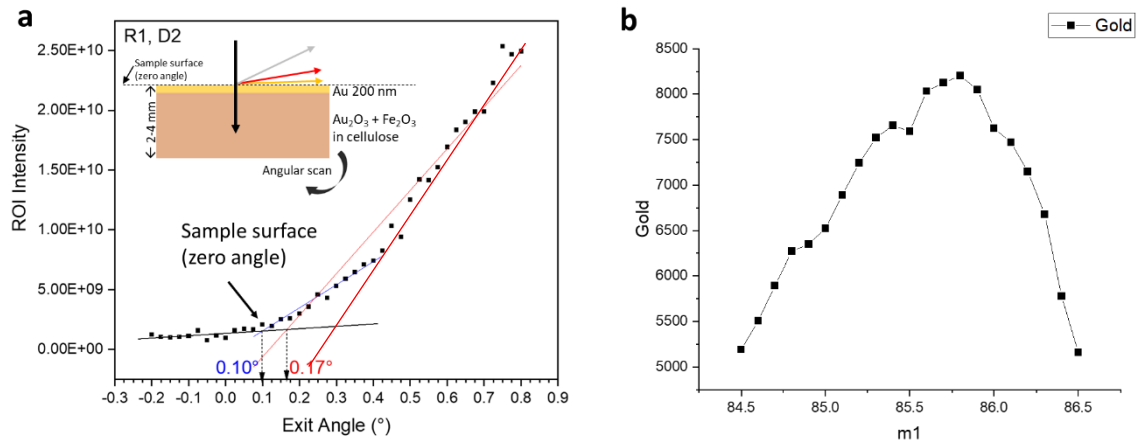 a
R1, D2
Sample surface
(zero angle)
2-4 mm
Au 200 nm
Au₂O₃ + Fe₂O₃
in cellulose
Angular scan
Sample surface
(zero angle)
0.10°
0.17°
ROI Intensity
2.50E+10
2.00E+10
1.50E+10
1.00E+10
5.00E+09
0.00E+00
-0.3 -0.2 -0.1 0.0 0.1 0.2 0.3 0.4 0.5 0.6 0.7 0.8 0.9
Exit Angle (°)
b
Gold
Gold
8500
8000
7500
7000
6500
6000
5500
5000
84.5 85.0 85.5 86.0 86.5
m1